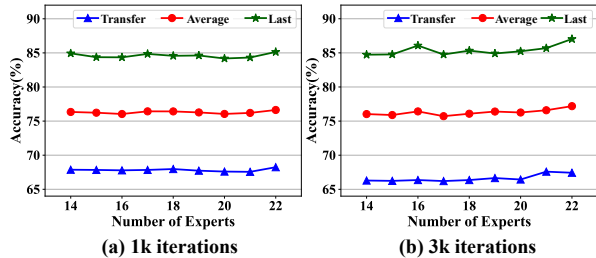 Transfer Average Last
Accuracy(%)
90
85
80
75
70
65
14 16 18 20 22
Number of Experts
(a) 1k iterations
Transfer Average Last
Accuracy(%)
90
85
80
75
70
65
14 16 18 20 22
Number of Experts
(b) 3k iterations